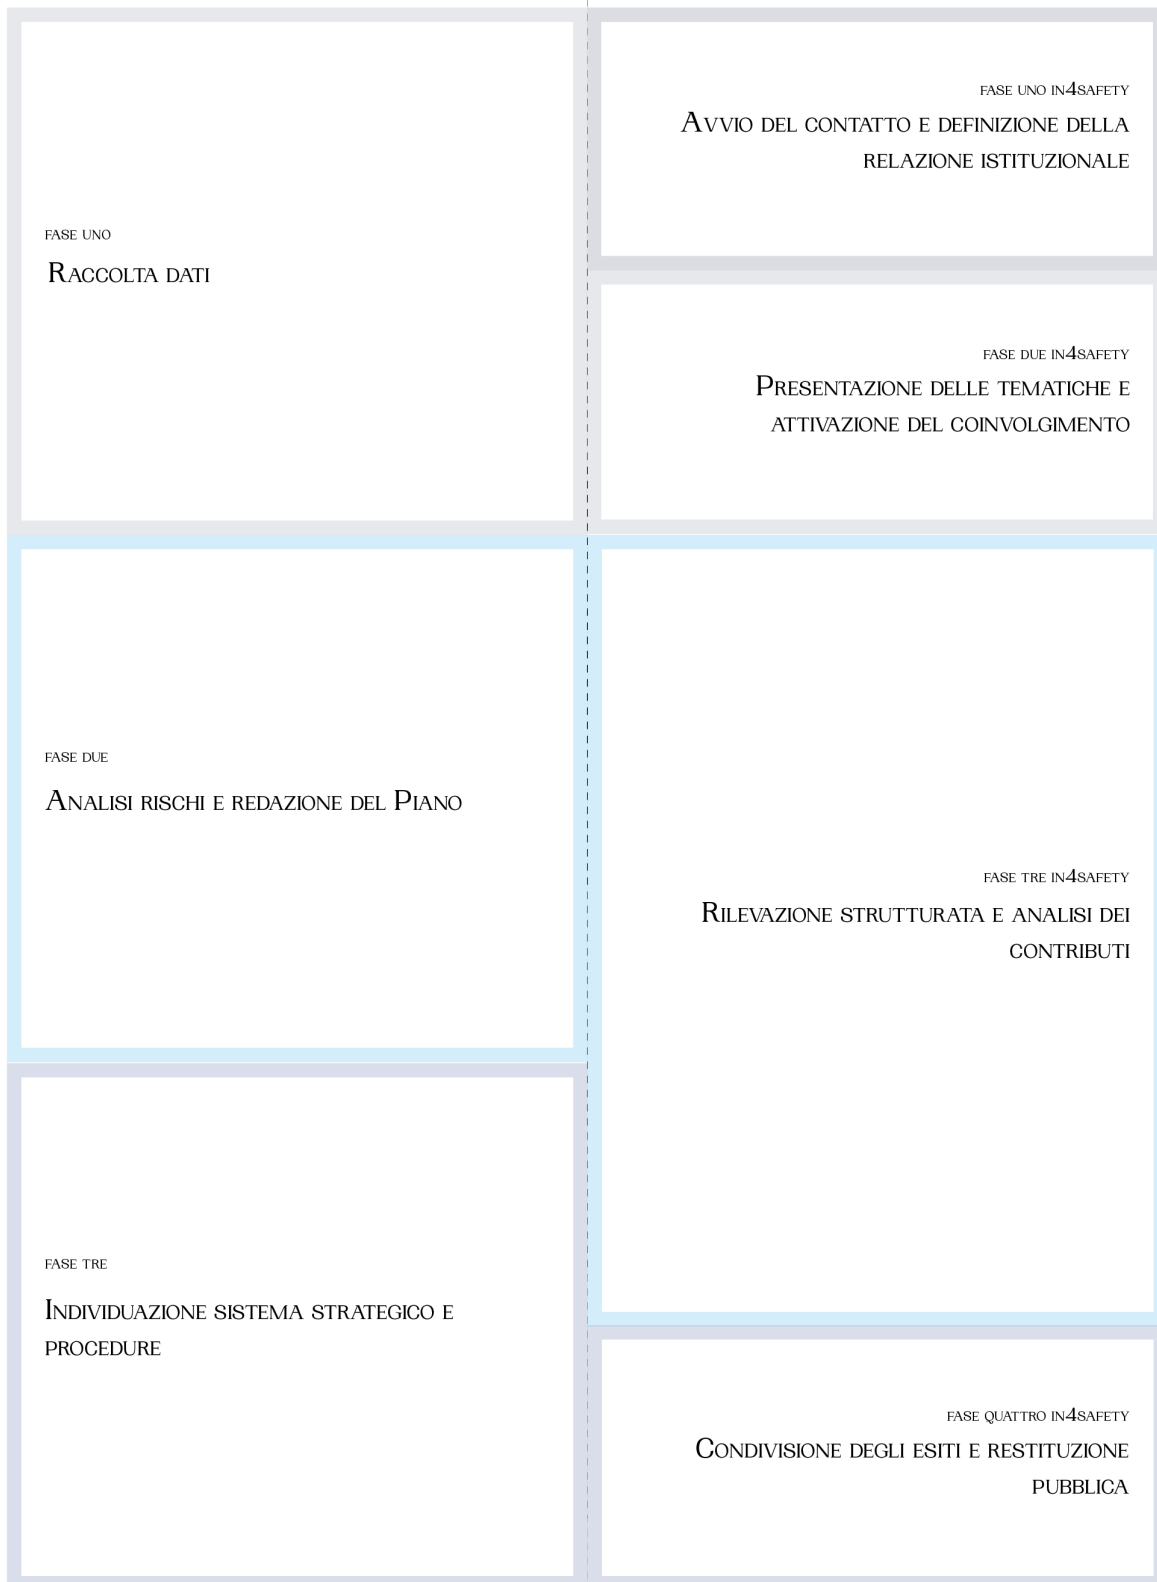 FASE UNO
RACCOLTA DATI
FASE UNO IN4SAFETY
AVVIO DEL CONTATTO E DEFINIZIONE DELLA
RELAZIONE ISTITUZIONALE
FASE DUE IN4SAFETY
PRESENTAZIONE DELLE TEMATICHE E
ATTIVAZIONE DEL COINVOLGIMENTO
FASE DUE
ANALISI RISCHI E REDAZIONE DEL PIANO
FASE TRE IN4SAFETY
RILEVAZIONE STRUTTURATA E ANALISI DEI
CONTRIBUTI
FASE TRE
INDIVIDUAZIONE SISTEMA STRATEGICO E
PROCEDURE
FASE QUATTRO IN4SAFETY
CONDIVISIONE DEGLI ESITI E RESTITUZIONE
PUBBLICA